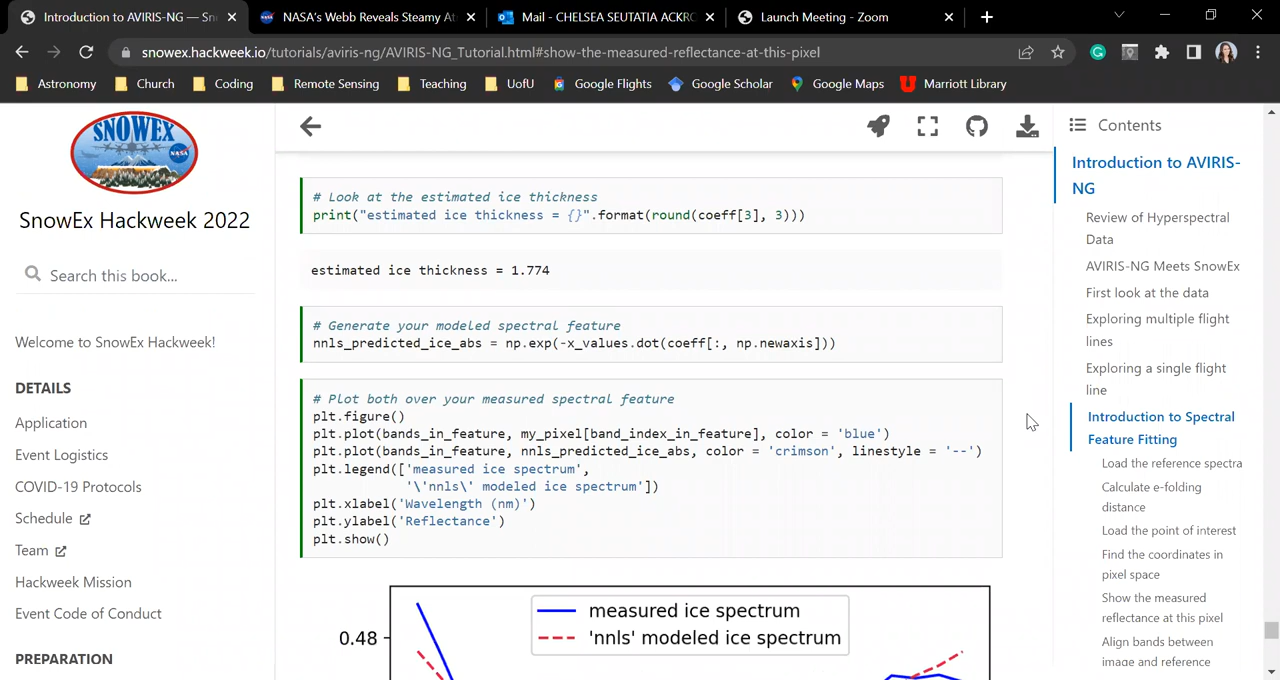 Introduction to AVIRIS-NG — Sn
NASA's Webb Reveals Steamy At
Mail - CHELSEA SEUTATIA ACKRO
Launch Meeting - Zoom
snowex.hackweek.io/tutorials/aviris-ng/AVIRIS-NG_Tutorial.html#show-the-measured-reflectance-at-this-pixel
Astronomy
Church
Coding
Remote Sensing
Teaching
UofU
Google Flights
Google Scholar
Google Maps
Marriott Library
SNOWEX
NASA
SnowEx Hackweek 2022
Search this book...
Welcome to SnowEx Hackweek!
DETAILS
Application
Event Logistics
COVID-19 Protocols
Schedule
Team
Hackweek Mission
Event Code of Conduct
PREPARATION
# Look at the estimated ice thickness
print("estimated ice thickness = {}".format(round(coeff[3], 3)))
estimated ice thickness = 1.774
# Generate your modeled spectral feature
nnls_predicted_ice_abs = np.exp(-x_values.dot(coeff[:, np.newaxis]))
# Plot both over your measured spectral feature
plt.figure()
plt.plot(bands_in_feature, my_pixel[band_index_in_feature], color = 'blue')
plt.plot(bands_in_feature, nnls_predicted_ice_abs, color = 'crimson', linestyle = '--')
plt.legend(['measured ice spectrum',
'\'nnls\' modeled ice spectrum'])
plt.xlabel('Wavelength (nm)')
plt.ylabel('Reflectance')
plt.show()
measured ice spectrum
'nnls' modeled ice spectrum
0.48
Contents
Introduction to AVIRIS-
NG
Review of Hyperspectral
Data
AVIRIS-NG Meets SnowEx
First look at the data
Exploring multiple flight
lines
Exploring a single flight
line
Introduction to Spectral
Feature Fitting
Load the reference spectra
Calculate e-folding
distance
Load the point of interest
Find the coordinates in
pixel space
Show the measured
reflectance at this pixel
Align bands between
image and reference